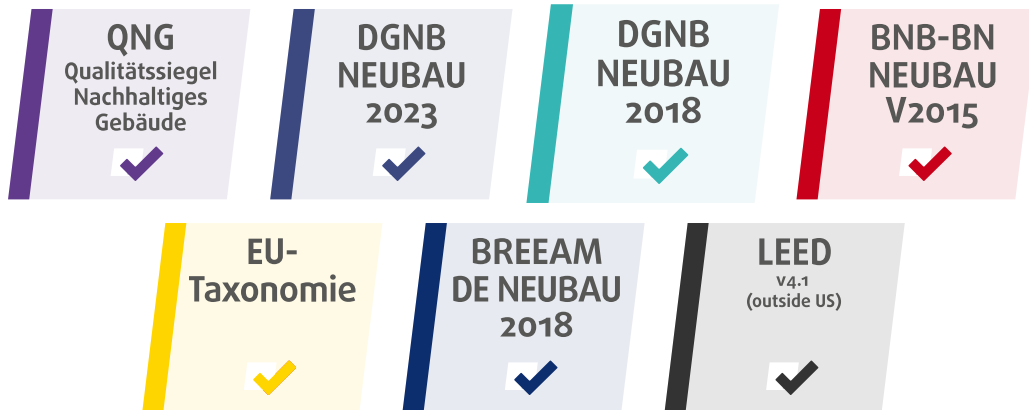 QNG
Qualitätssiegel
Nachhaltiges
Gebäude
DGNB
NEUBAU
2023
DGNB
NEUBAU
2018
BNB-BN
NEUBAU
V2015
EU-
Taxonomie
BREEAM
DE NEUBAU
2018
LEED
v4.1
(outside US)